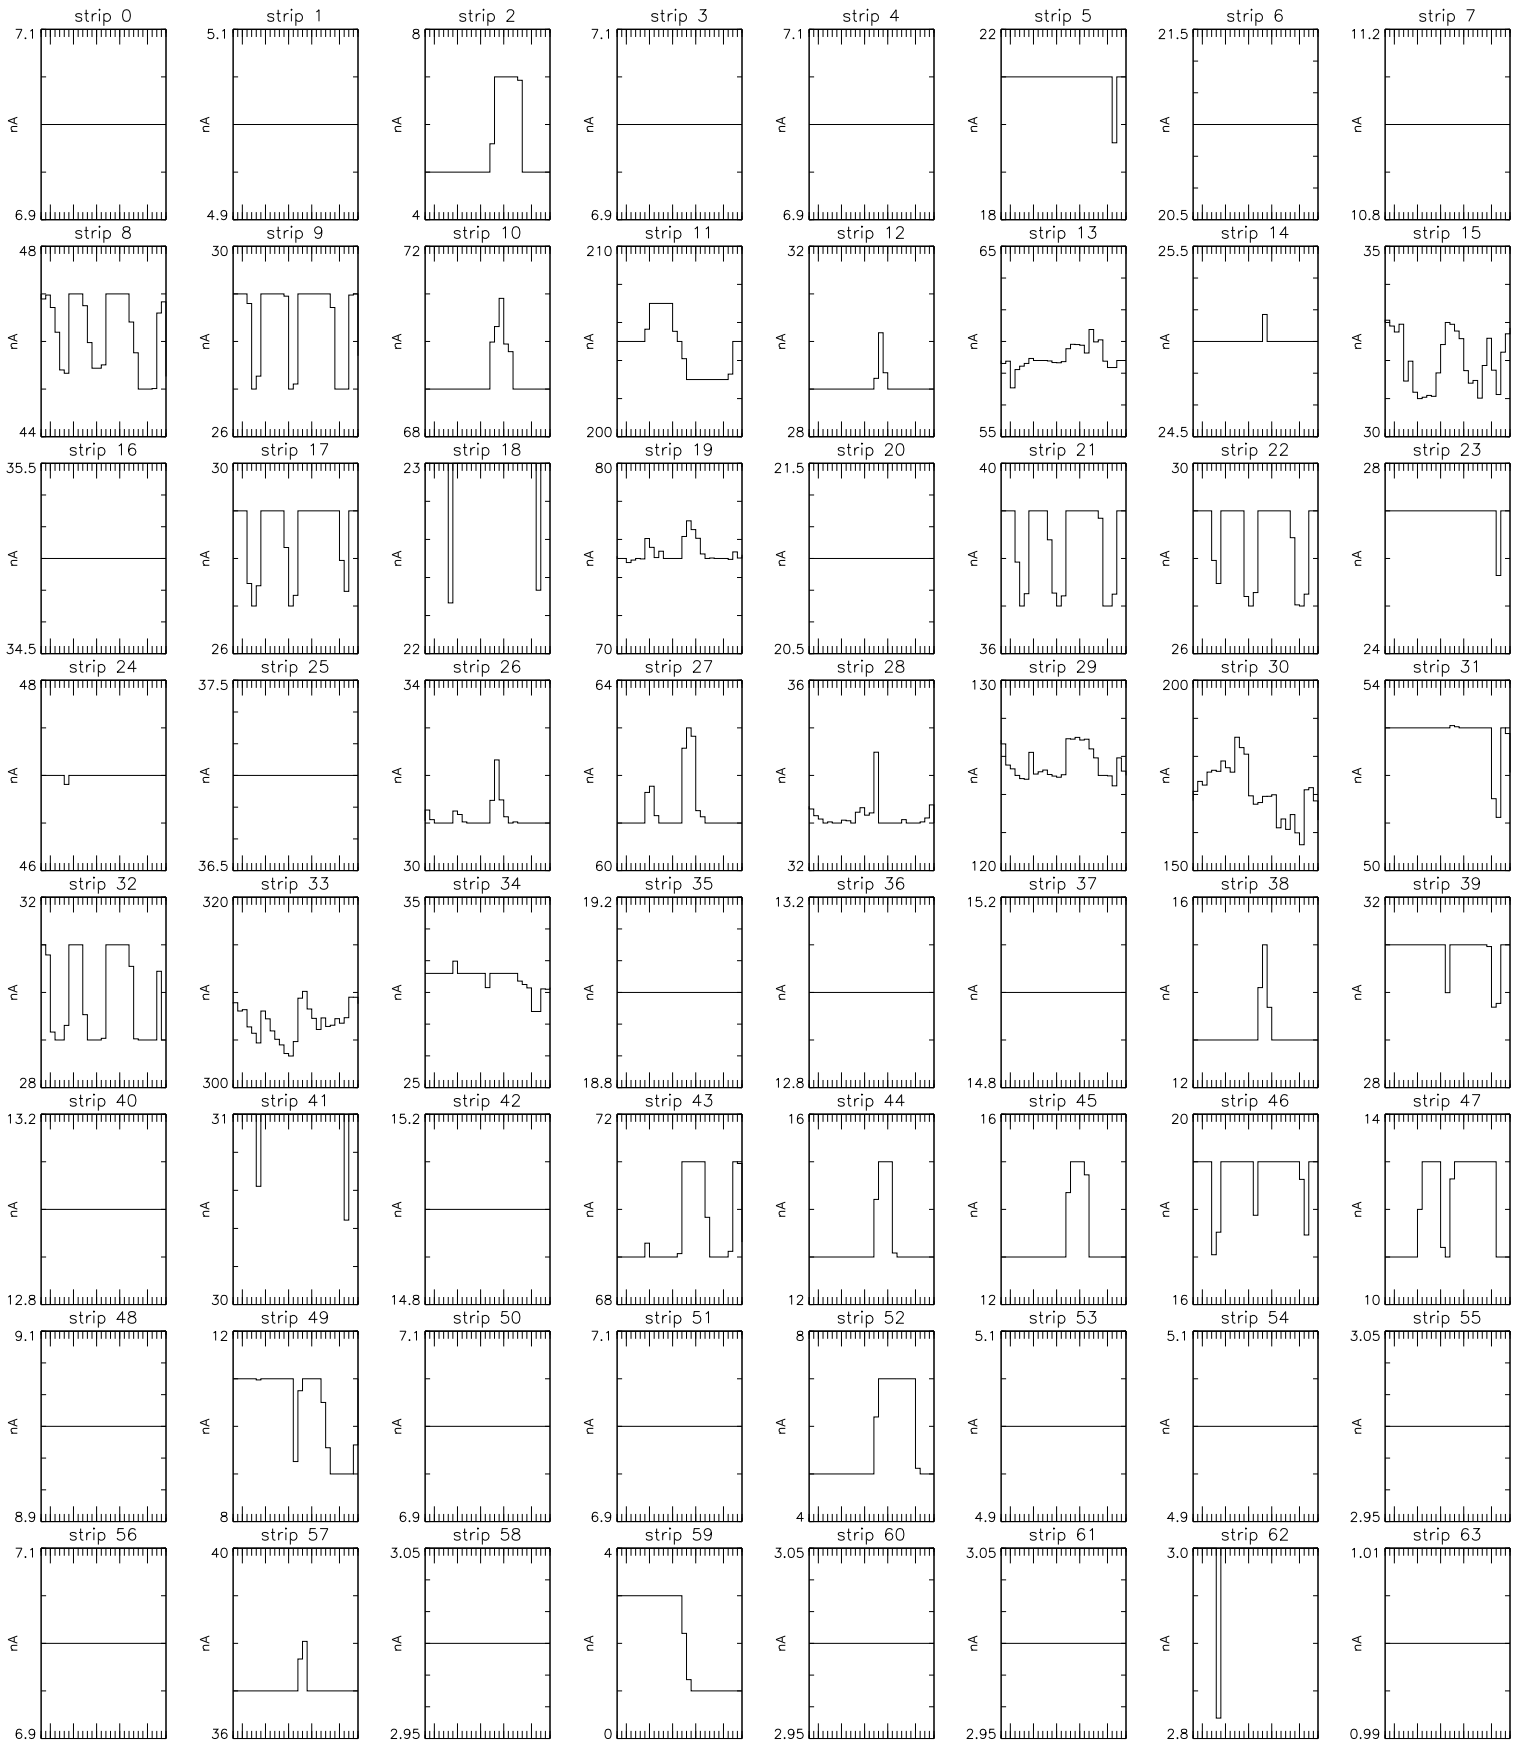 strip 0 strip 1 strip 2 strip 3 strip 4 strip 5 strip 6 strip 7
7.1 5.1 8 7.1 7.1 22 21.5 11.2
nA nA nA nA nA nA nA nA
6.9 4.9 4 6.9 6.9 18 20.5 10.8
strip 8 strip 9 strip 10 strip 11 strip 12 strip 13 strip 14 strip 15
48 30 72 210 32 65 25.5 35
nA nA nA nA nA nA nA nA
44 26 68 200 28 55 24.5 30
strip 16 strip 17 strip 18 strip 19 strip 20 strip 21 strip 22 strip 23
35.5 30 23 80 21.5 40 30 28
nA nA nA nA nA nA nA nA
34.5 26 22 70 20.5 36 26 24
strip 24 strip 25 strip 26 strip 27 strip 28 strip 29 strip 30 strip 31
48 37.5 34 64 36 130 200 54
nA nA nA nA nA nA nA nA
46 36.5 30 60 32 120 150 50
strip 32 strip 33 strip 34 strip 35 strip 36 strip 37 strip 38 strip 39
32 320 35 19.2 13.2 15.2 16 32
nA nA nA nA nA nA nA nA
28 300 25 18.8 12.8 14.8 12 28
strip 40 strip 41 strip 42 strip 43 strip 44 strip 45 strip 46 strip 47
13.2 31 15.2 72 16 16 20 14
nA nA nA nA nA nA nA nA
12.8 30 14.8 68 12 12 16 10
strip 48 strip 49 strip 50 strip 51 strip 52 strip 53 strip 54 strip 55
9.1 12 7.1 7.1 8 5.1 5.1 3.05
nA nA nA nA nA nA nA nA
8.9 8 6.9 6.9 4 4.9 4.9 2.95
strip 56 strip 57 strip 58 strip 59 strip 60 strip 61 strip 62 strip 63
7.1 40 3.05 4 3.05 3.05 3.0 1.01
nA nA nA nA nA nA nA nA
6.9 36 2.95 0 2.95 2.95 2.8 0.99